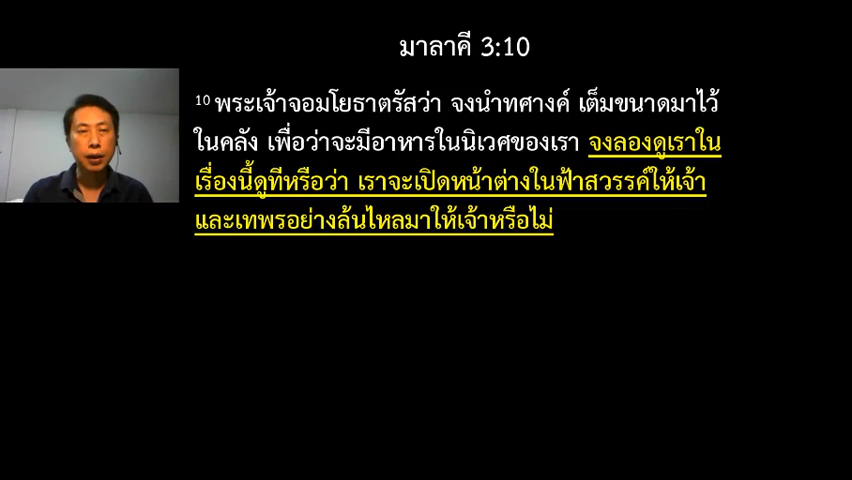 มาลาคี 3:10
10 พระเจ้าจอมโยธาตรัสว่า จงนำทศางค์ เต็มขนาดมาไว้
ในคลัง เพื่อว่าจะมีอาหารในนิเวศของเรา จงลองดูเราใน
เรื่องนี้ดูทีหรือว่า เราจะเปิดหน้าต่างในฟ้าสวรรค์ให้เจ้า
และเทพรอย่างล้นไหลมาให้เจ้าหรือไม่